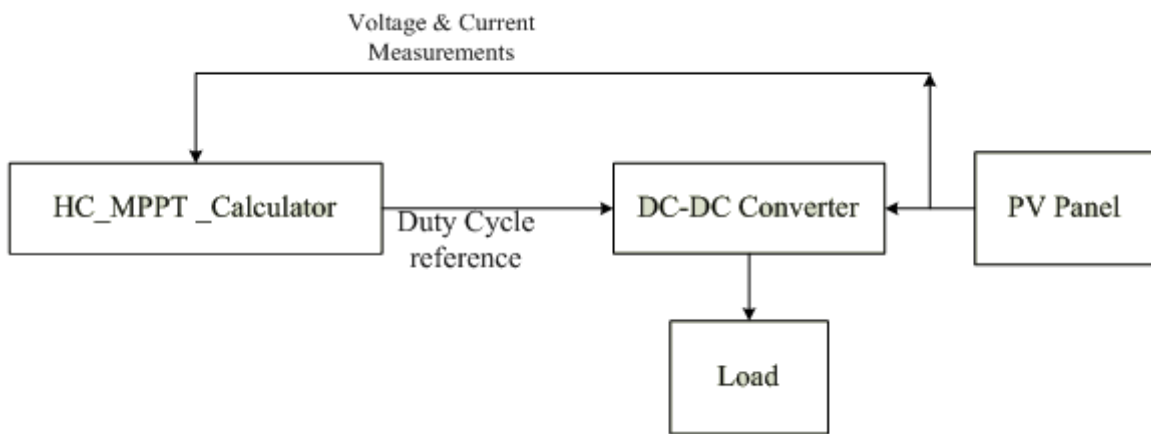 Voltage & Current
Measurements
HC_MPPT _Calculator
Duty Cycle
reference
DC-DC Converter
PV Panel
Load